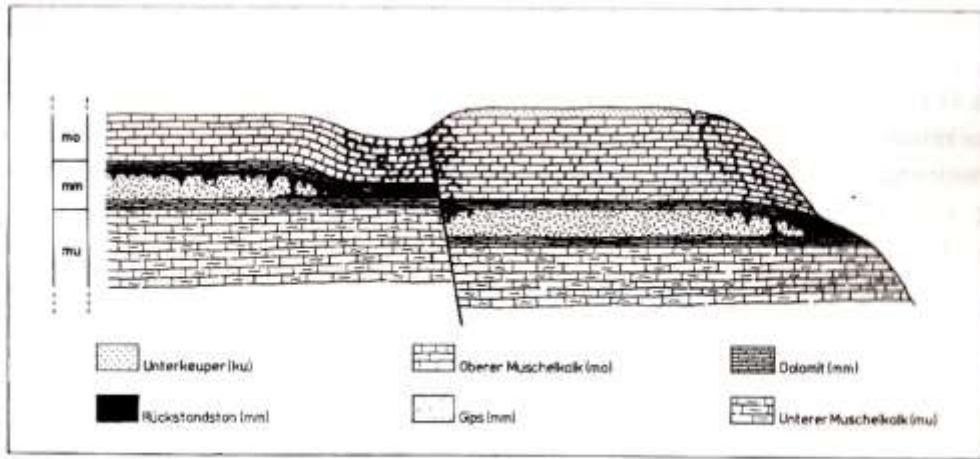 mo
mm
mu
Unterkeuper (ku)
Oberer Muschelkalk (mo)
Dolomit (mm)
Rückstandston (mm)
Gips (mm)
Unterer Muschelkalk (mu)